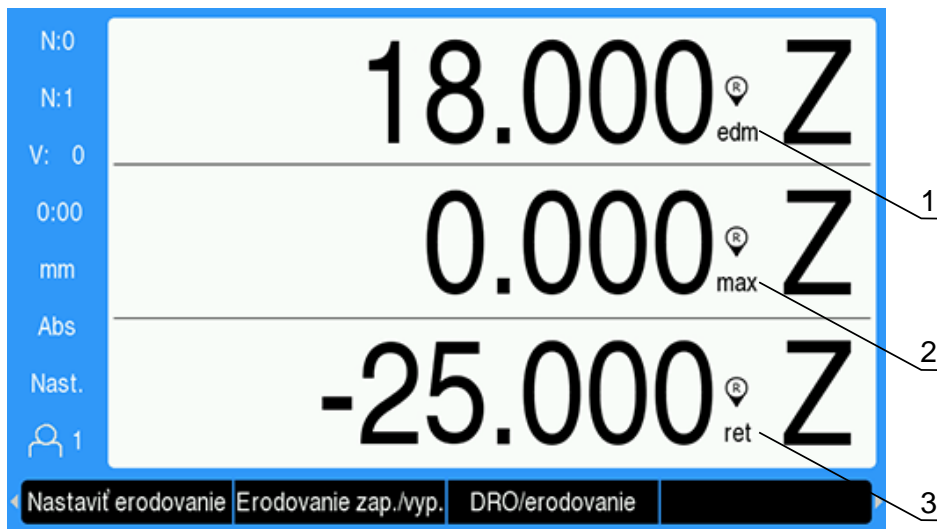 N:0
N:1
V: 0
0:00
mm
Abs
Nast.
1
18.000 R edm Z
0.000 R max Z
-25.000 R ret Z
1
2
3
Nastaviť erodovanie Erodovanie zap./vyp. DRO/erodovanie